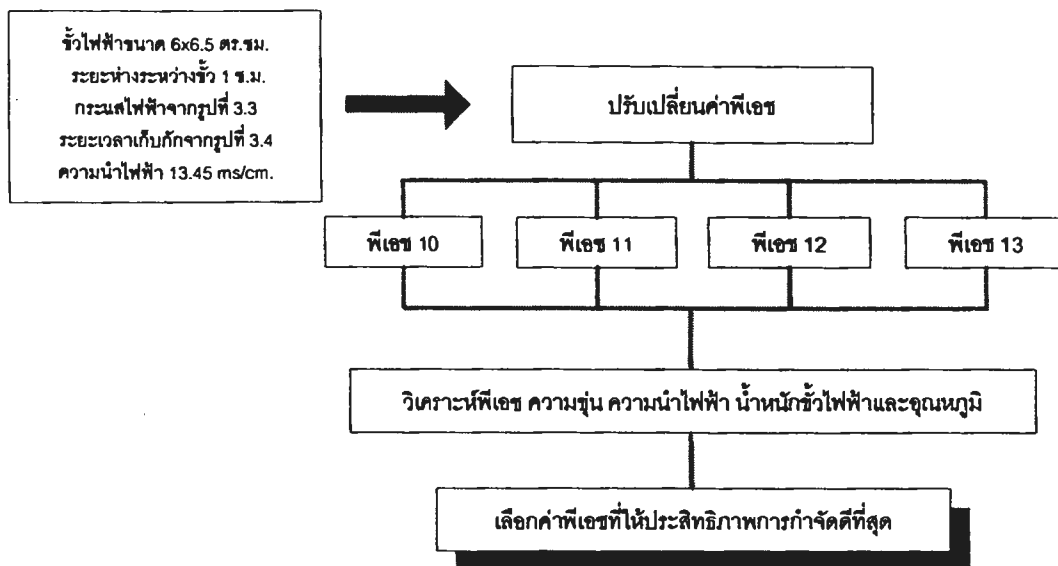 ขั้วไฟฟ้าขนาด 6x6.5 ตร.ซม.
ระยะห่างระหว่างขั้ว 1 ซ.ม.
กระแสไฟฟ้าจากรูปที่ 3.3
ระยะเวลาเก็บกักจากรูปที่ 3.4
ความนำไฟฟ้า 13.45 ms/cm.
ปรับเปลี่ยนค่าพีเอช
พีเอช 10
พีเอช 11
พีเอช 12
พีเอช 13
วิเคราะห์พีเอช ความขุ่น ความนำไฟฟ้า น้ำหนักขั้วไฟฟ้าและอุณหภูมิ
เลือกค่าพีเอชที่ให้ประสิทธิภาพการกำจัดดีที่สุด